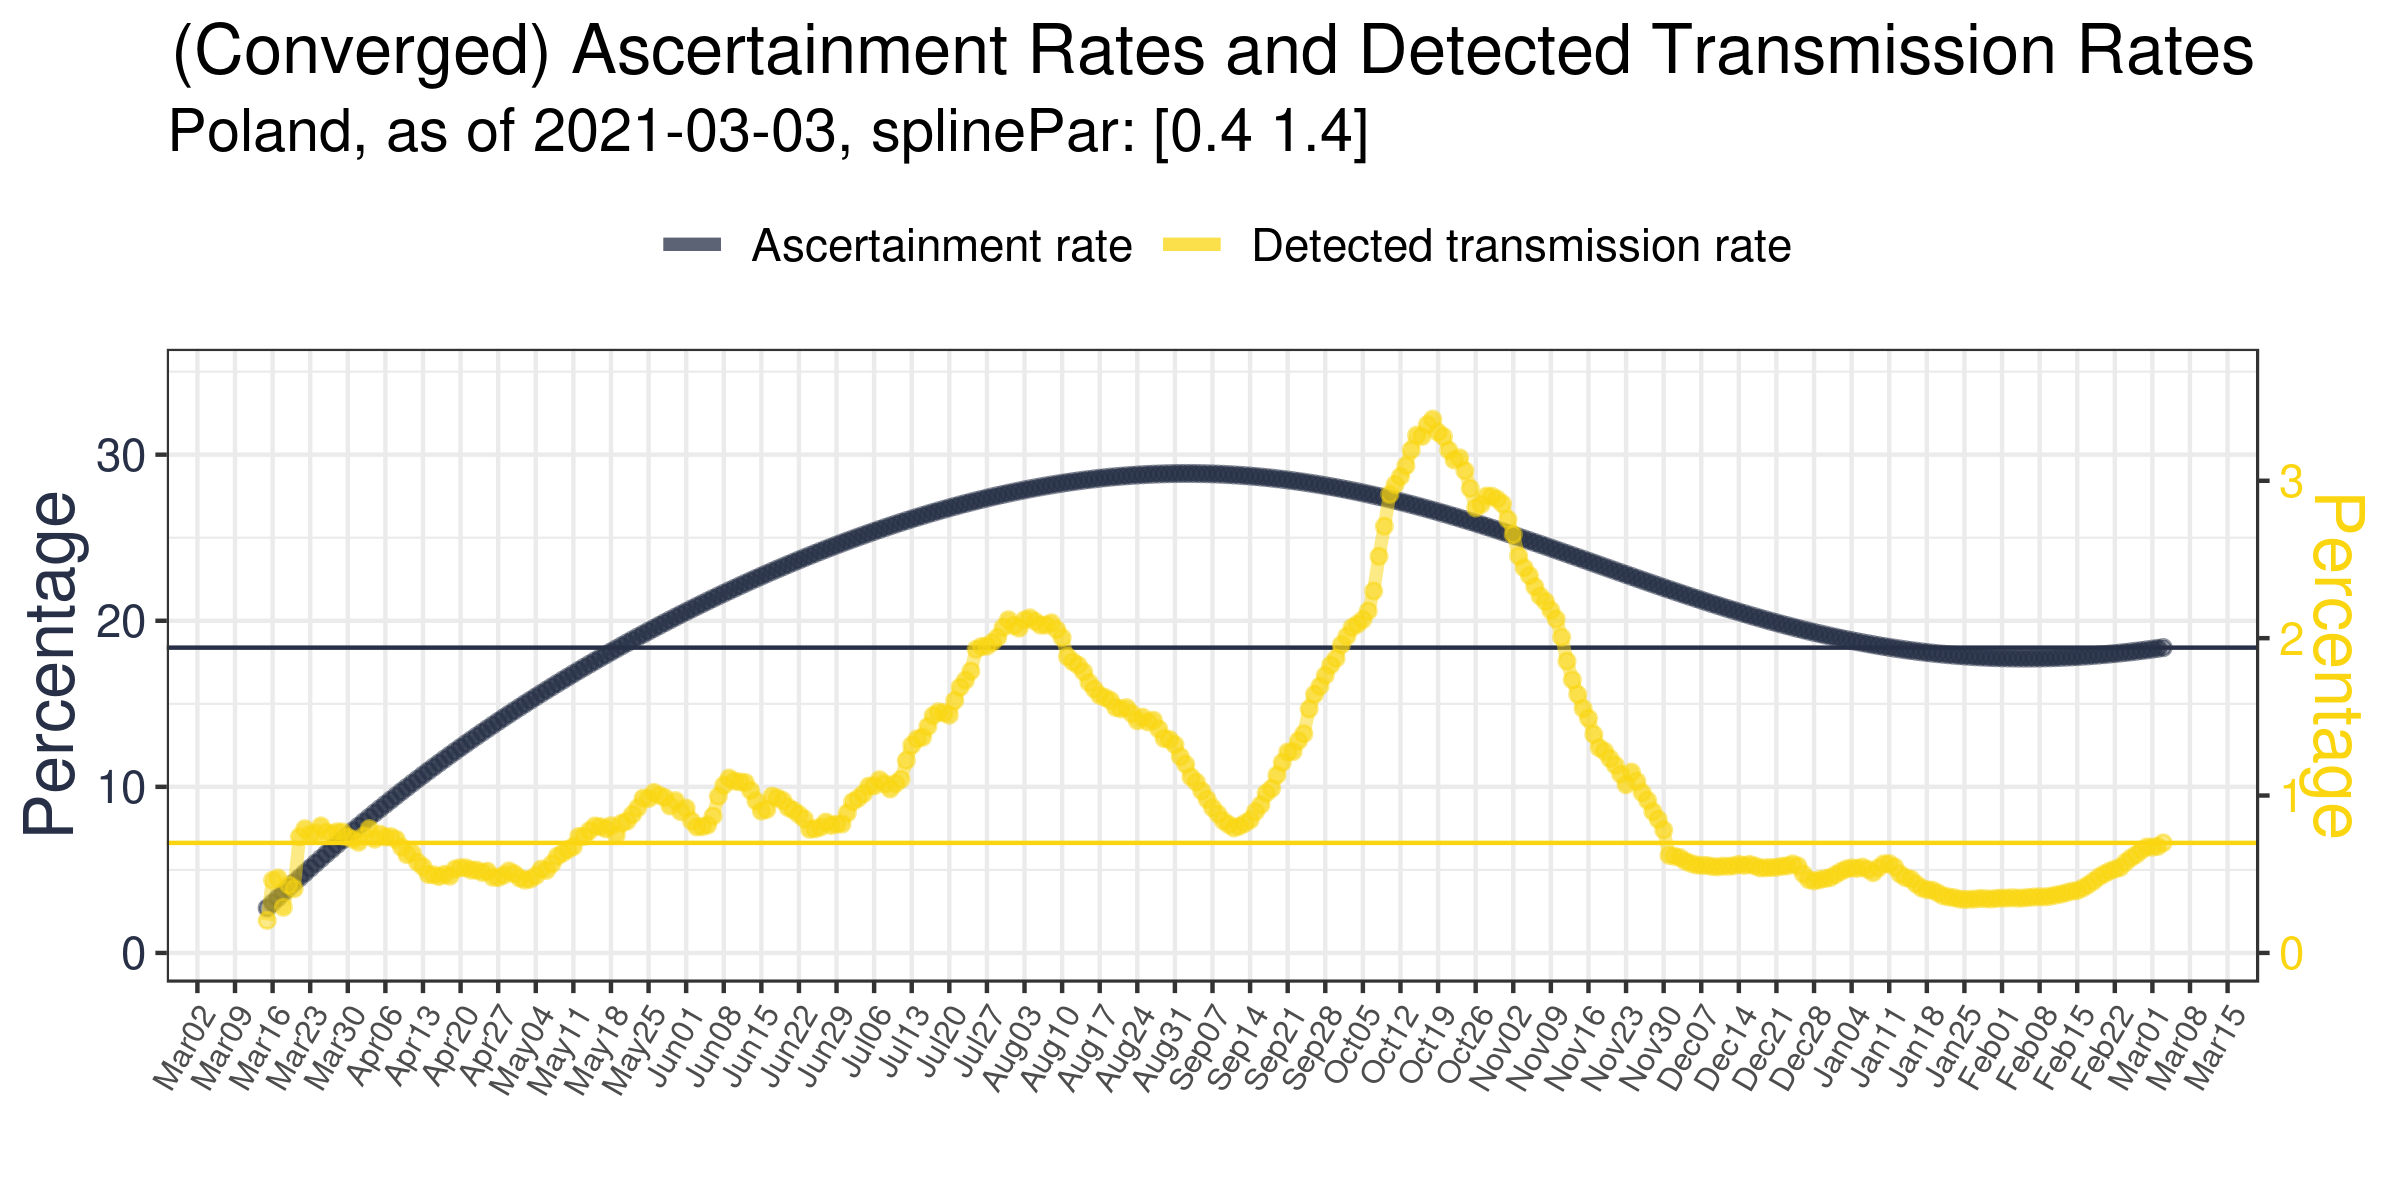 (Converged) Ascertainment Rates and Detected Transmission Rates
Poland, as of 2021-03-03, splinePar: [0.4 1.4]
Ascertainment rate
Detected transmission rate
Percentage
30
20
10
0
3
2
1
0
Percentage
Mar02
Mar09
Mar16
Mar23
Mar30
Apr06
Apr13
Apr20
Apr27
May04
May11
May18
May25
Jun01
Jun08
Jun15
Jun22
Jun29
Jul06
Jul13
Jul20
Jul27
Aug03
Aug10
Aug17
Aug24
Aug31
Sep07
Sep14
Sep21
Sep28
Oct05
Oct12
Oct19
Oct26
Nov02
Nov09
Nov16
Nov23
Nov30
Dec07
Dec14
Dec21
Dec28
Jan04
Jan11
Jan18
Jan25
Feb01
Feb08
Feb15
Feb22
Mar01
Mar08
Mar15